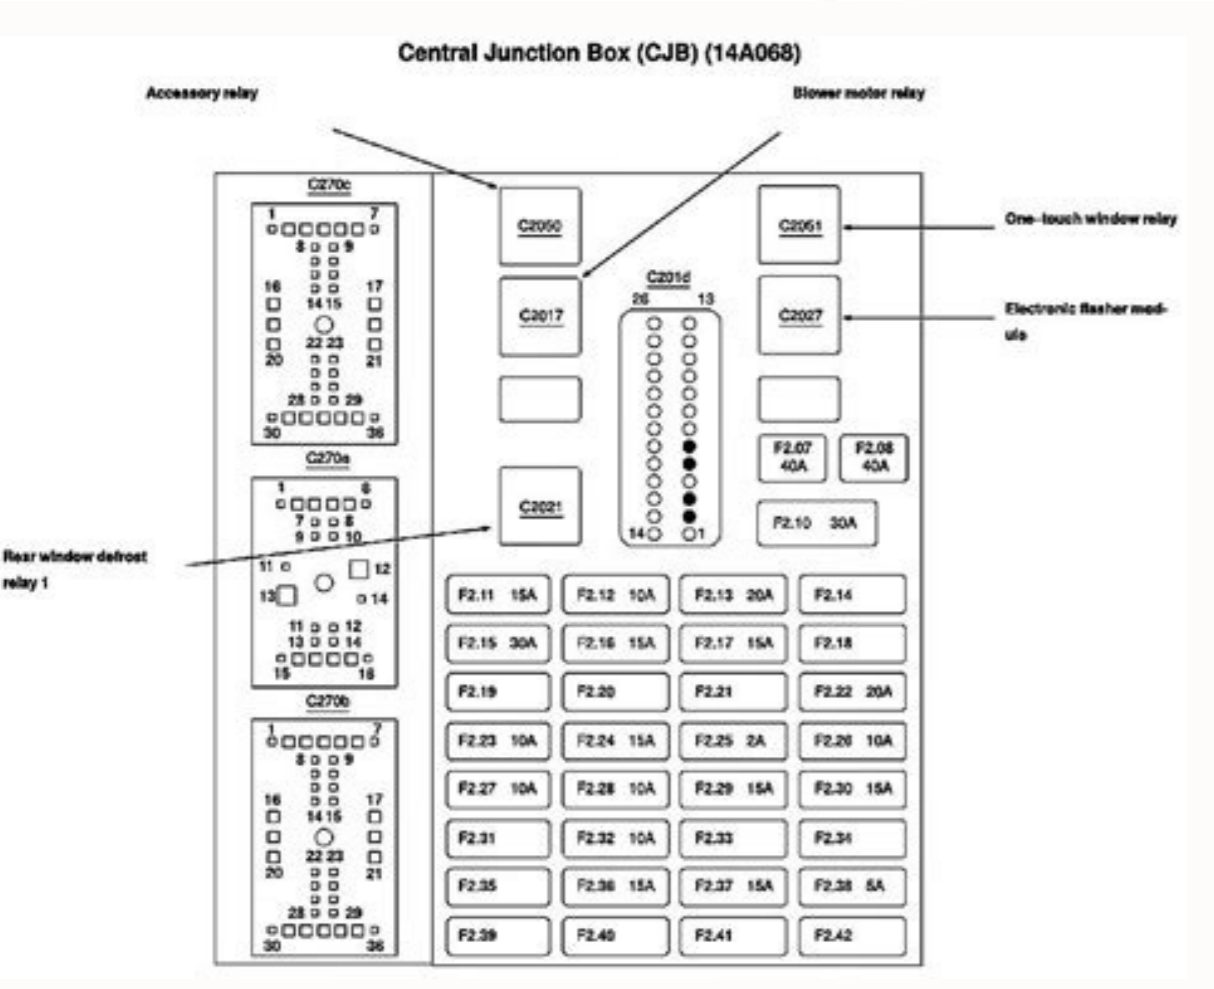 Central Junction Box (CJB) (14A068)
Accessory relay
Blower motor relay
C270c
1 7
8 9
16 17
14 15
22 23
20 21
28 29
30 36
C2050
C2051
One-touch window relay
C201d
26 13
C2017
C2027
Electronic flasher mod-
ule
C270a
1 6
7 8
9 10
11 12
13 14
11 12
13 14
15 16
F2.07
40A
F2.08
40A
C2021
14 1
F2.10 30A
Rear window defrost
relay 1
F2.11 15A F2.12 10A F2.13 20A F2.14
F2.15 30A F2.16 15A F2.17 15A F2.18
F2.19 F2.20 F2.21 F2.22 20A
C270b
1 7
8 9
16 17
14 15
22 23
20 21
28 29
30 36
F2.23 10A F2.24 15A F2.25 2A F2.26 10A
F2.27 10A F2.28 10A F2.29 15A F2.30 15A
F2.31 F2.32 10A F2.33 F2.34
F2.35 F2.36 15A F2.37 15A F2.38 5A
F2.39 F2.40 F2.41 F2.42